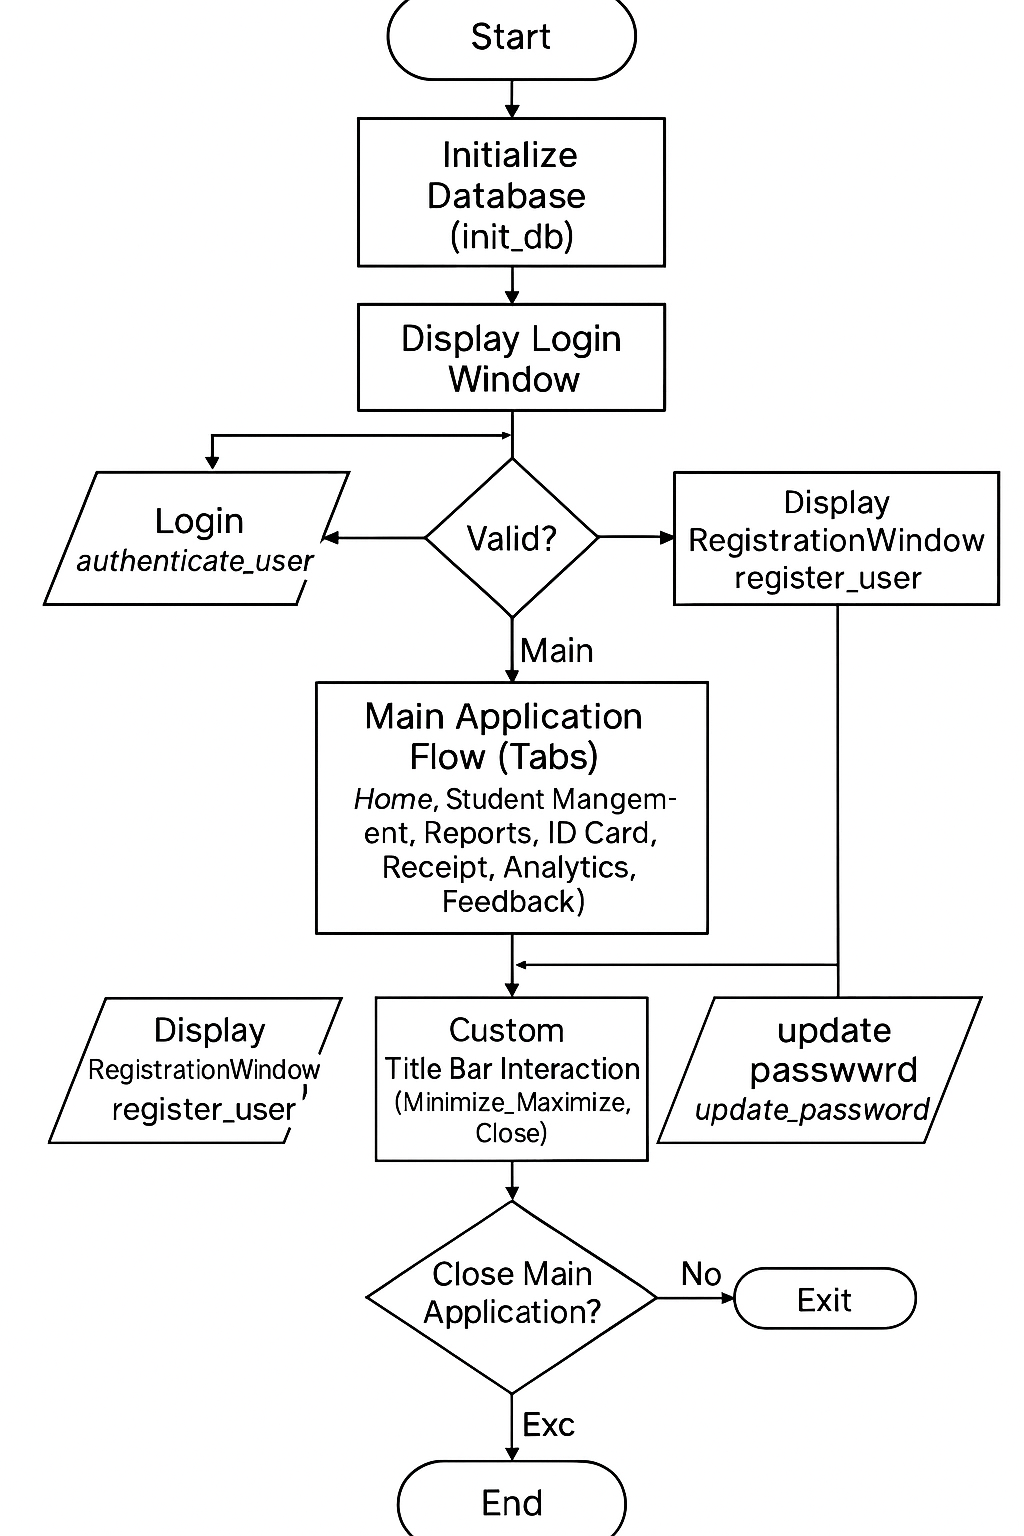 Start
Initialize
Database
(init_db)
Display Login
Window
Login
authenticate_user
Valid?
Display
RegistrationWindow
register_user
Main
Main Application
Flow (Tabs)
Home, Student Mangem-
ent, Reports, ID Card,
Receipt, Analytics,
Feedback)
Display
RegistrationWindow
register_user
Custom
Title Bar Interaction
(Minimize_Maximize,
Close)
update
passwwrd
update_password
Close Main
Application?
No
Exit
Exc
End